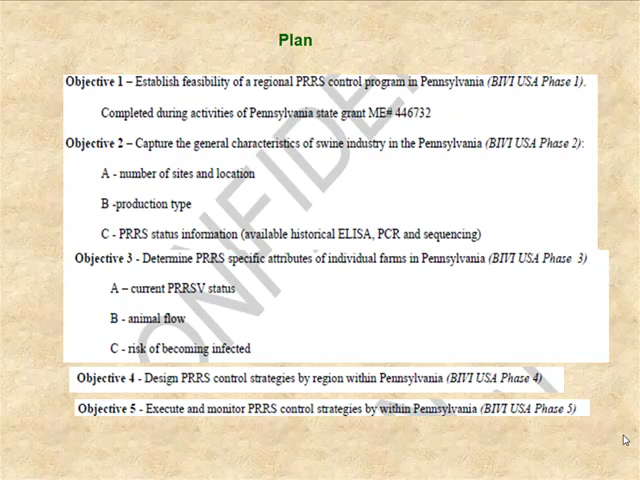 Plan
Objective 1 – Establish feasibility of a regional PRRS control program in Pennsylvania (BIVI USA Phase 1).
Completed during activities of Pennsylvania state grant ME# 446732
Objective 2 – Capture the general characteristics of swine industry in the Pennsylvania (BIVI USA Phase 2):
A - number of sites and location
B -production type
C - PRRS status information (available historical ELISA, PCR and sequencing)
Objective 3 - Determine PRRS specific attributes of individual farms in Pennsylvania (BIVI USA Phase 3)
A – current PRRSV status
B - animal flow
C - risk of becoming infected
Objective 4 - Design PRRS control strategies by region within Pennsylvania (BIVI USA Phase 4)
Objective 5 - Execute and monitor PRRS control strategies by within Pennsylvania (BIVI USA Phase 5)